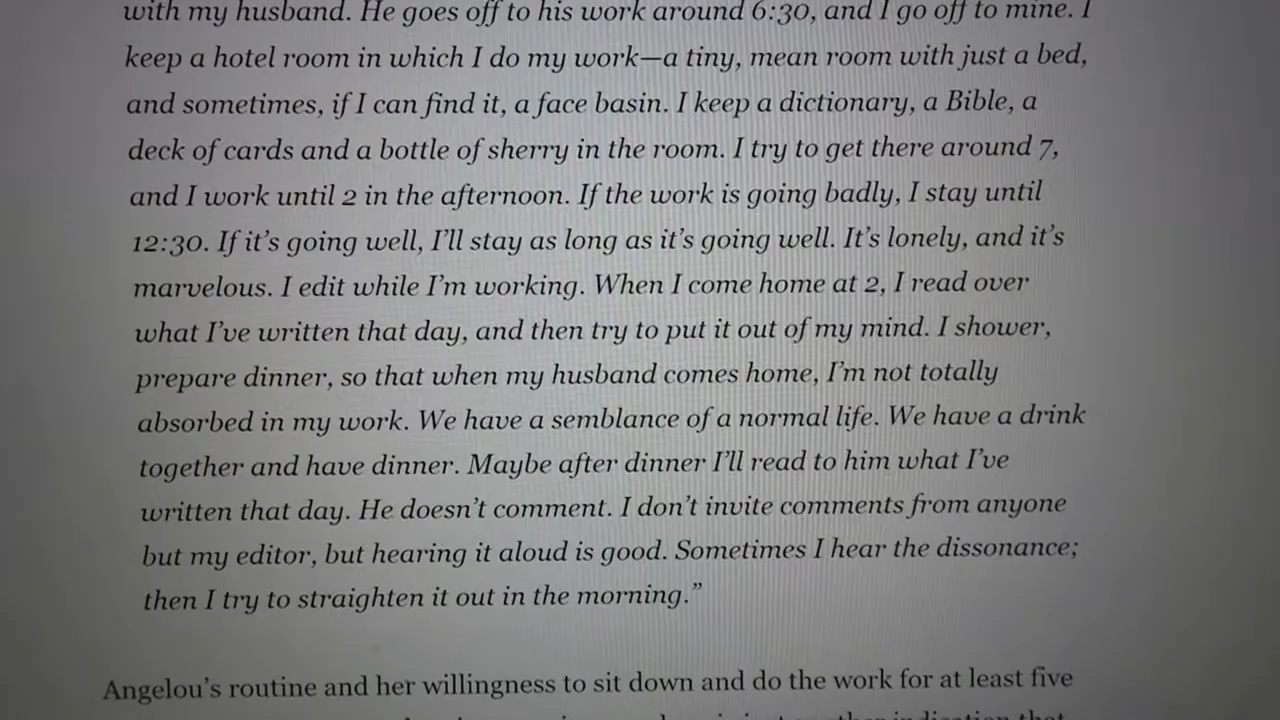 with my husband. He goes off to his work around 6:30, and I go off to mine. I
keep a hotel room in which I do my work—a tiny, mean room with just a bed,
and sometimes, if I can find it, a face basin. I keep a dictionary, a Bible, a
deck of cards and a bottle of sherry in the room. I try to get there around 7,
and I work until 2 in the afternoon. If the work is going badly, I stay until
12:30. If it’s going well, I’ll stay as long as it’s going well. It’s lonely, and it’s
marvelous. I edit while I’m working. When I come home at 2, I read over
what I’ve written that day, and then try to put it out of my mind. I shower,
prepare dinner, so that when my husband comes home, I’m not totally
absorbed in my work. We have a semblance of a normal life. We have a drink
together and have dinner. Maybe after dinner I’ll read to him what I’ve
written that day. He doesn’t comment. I don’t invite comments from anyone
but my editor, but hearing it aloud is good. Sometimes I hear the dissonance;
then I try to straighten it out in the morning.”
Angelou’s routine and her willingness to sit down and do the work for at least five